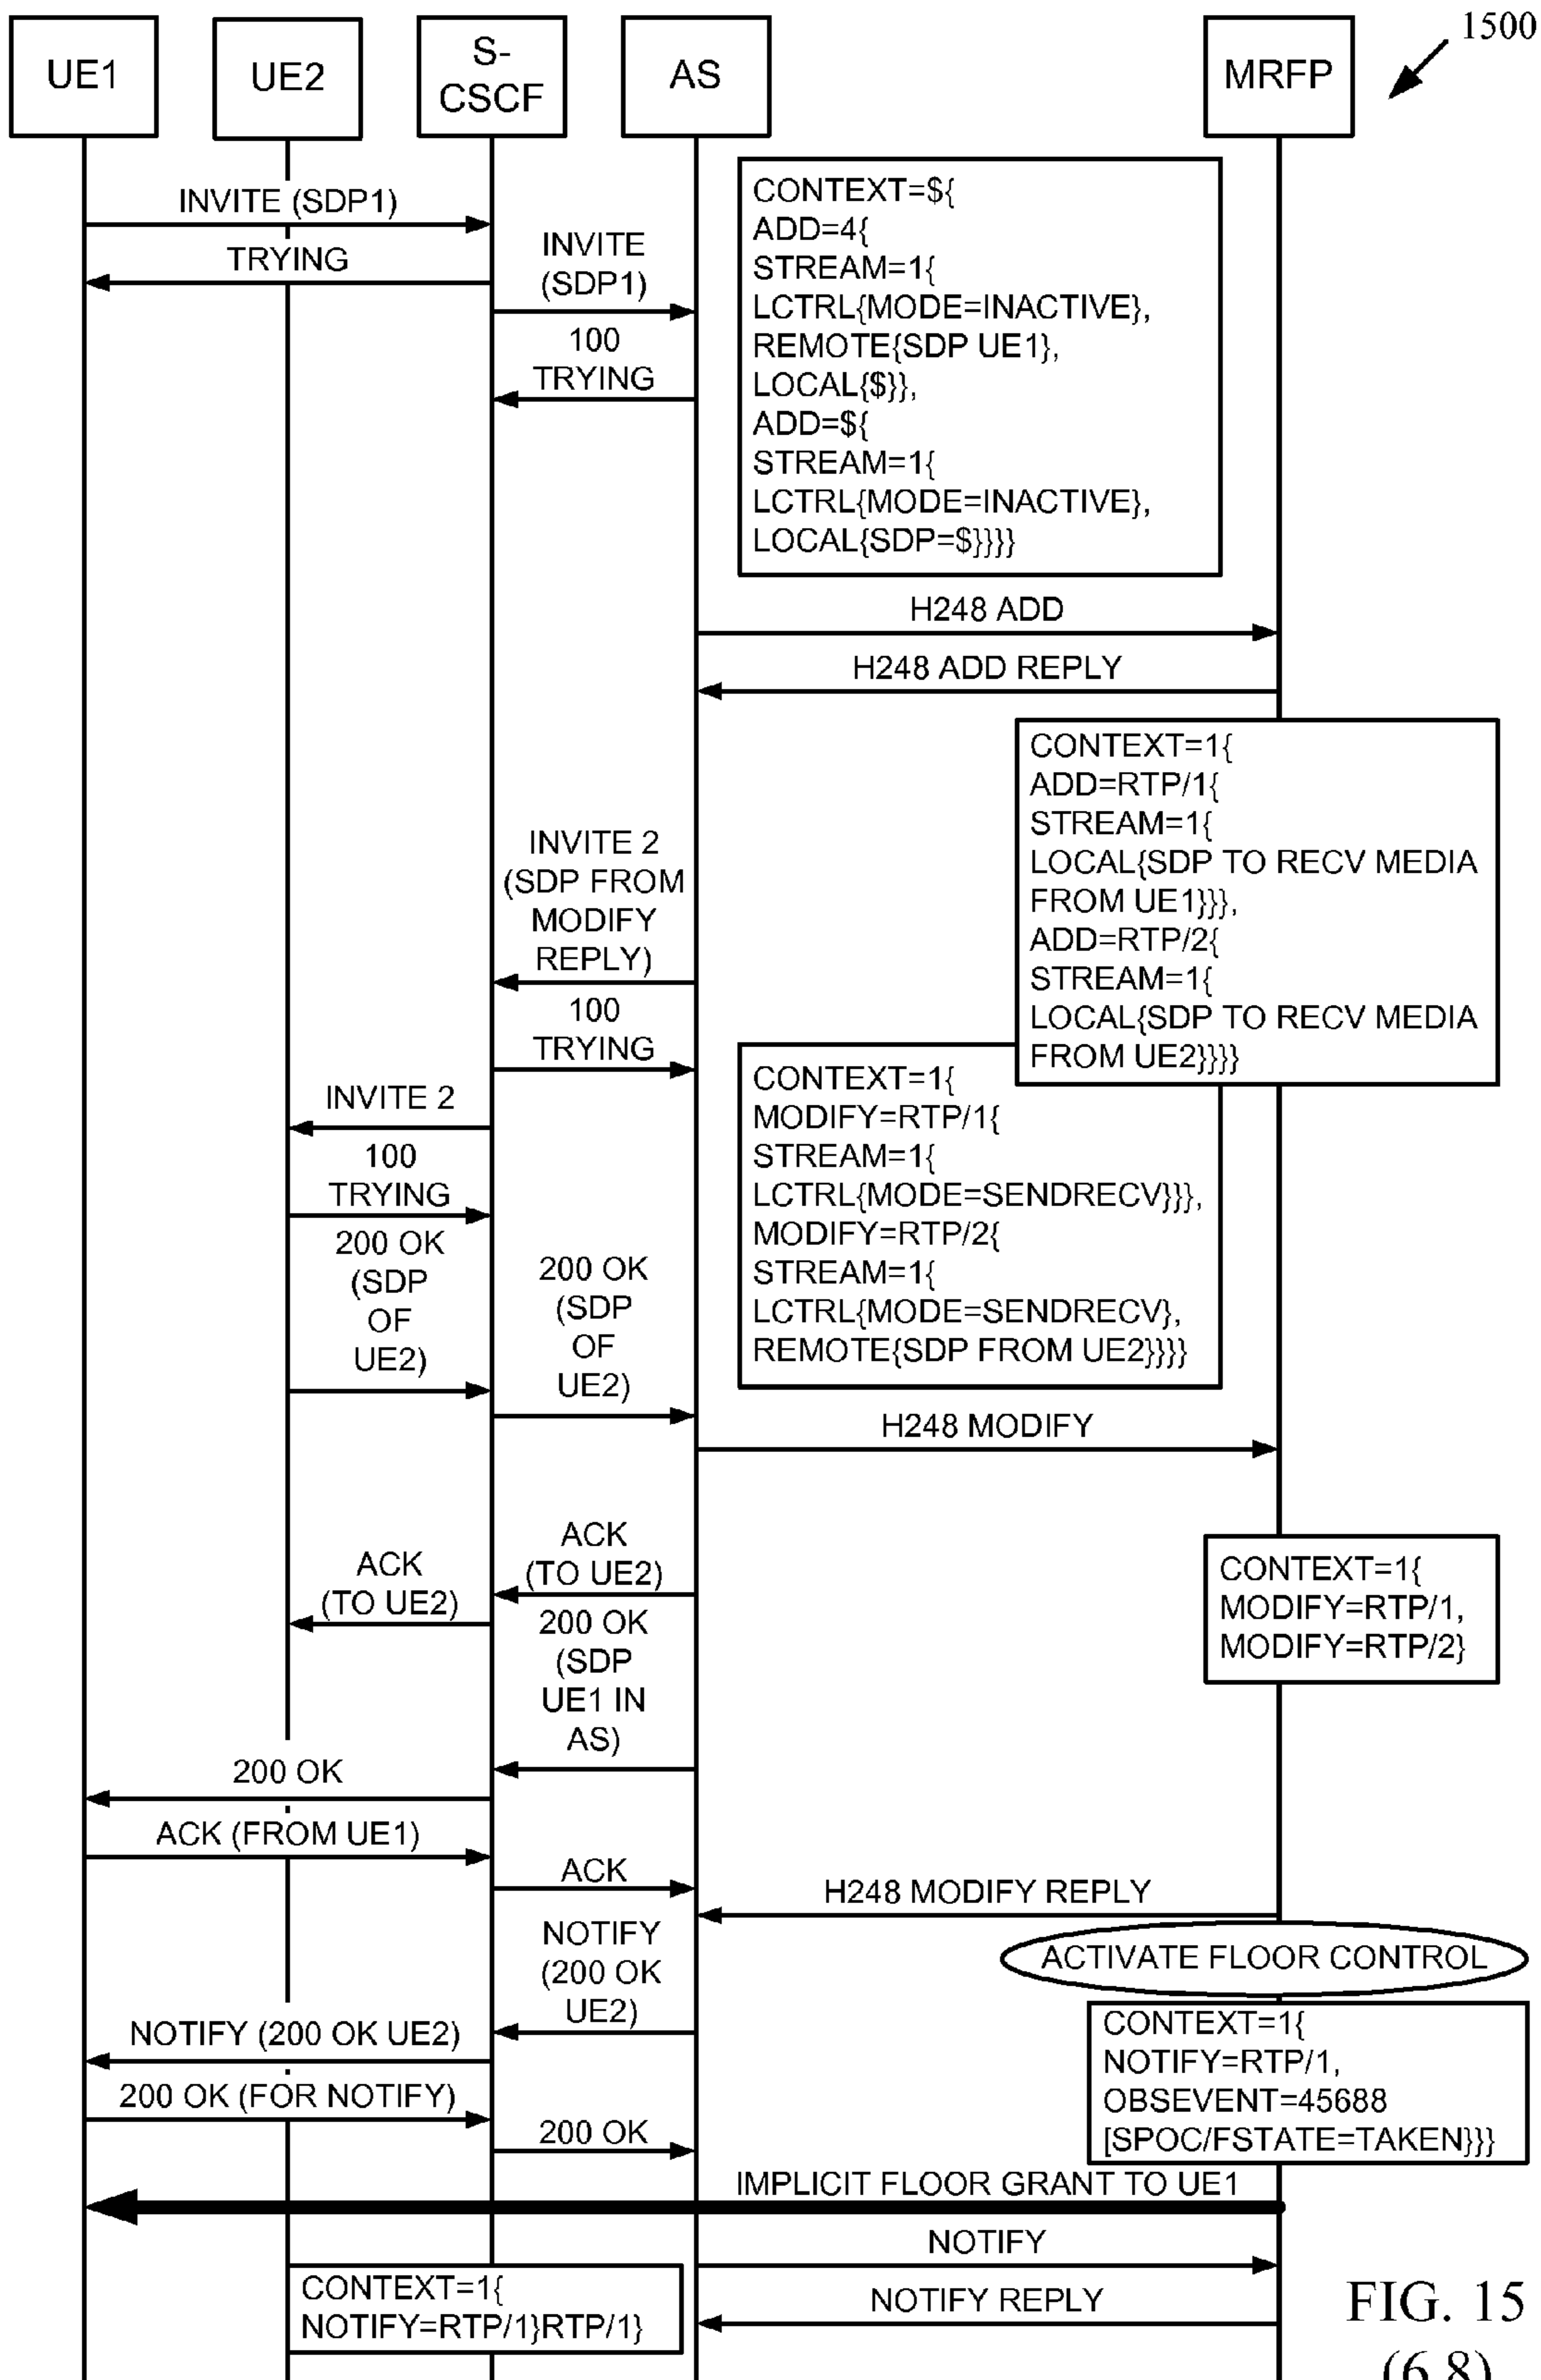 1500
UE1
UE2
S-
CSCF
AS
MRFP
INVITE (SDP1)
TRYING
INVITE
(SDP1)
100
TRYING
CONTEXT=${
ADD=4{
STREAM=1{
LCTRL{MODE=INACTIVE},
REMOTE{SDP UE1},
LOCAL{$}},
ADD=${
STREAM=1{
LCTRL{MODE=INACTIVE},
LOCAL{SDP=$}}}}
H248 ADD
H248 ADD REPLY
CONTEXT=1{
ADD=RTP/1{
STREAM=1{
LOCAL{SDP TO RECV MEDIA
FROM UE1}}},
ADD=RTP/2{
STREAM=1{
LOCAL{SDP TO RECV MEDIA
FROM UE2}}}}
INVITE 2
(SDP FROM
MODIFY
REPLY)
100
TRYING
INVITE 2
100
TRYING
200 OK
(SDP
OF
UE2)
200 OK
(SDP
OF
UE2)
CONTEXT=1{
MODIFY=RTP/1{
STREAM=1{
LCTRL{MODE=SENDRECV}}},
MODIFY=RTP/2{
STREAM=1{
LCTRL{MODE=SENDRECV},
REMOTE{SDP FROM UE2}}}}
H248 MODIFY
ACK
(TO UE2)
ACK
(TO UE2)
CONTEXT=1{
MODIFY=RTP/1,
MODIFY=RTP/2}
200 OK
(SDP
UE1 IN
AS)
200 OK
ACK (FROM UE1)
ACK
H248 MODIFY REPLY
NOTIFY
(200 OK
UE2)
ACTIVATE FLOOR CONTROL
NOTIFY (200 OK UE2)
CONTEXT=1{
NOTIFY=RTP/1,
OBSEVENT=45688
[SPOC/FSTATE=TAKEN}}}
200 OK (FOR NOTIFY)
200 OK
IMPLICIT FLOOR GRANT TO UE1
NOTIFY
CONTEXT=1{
NOTIFY=RTP/1}RTP/1}
NOTIFY REPLY
FIG. 15
(6.8)